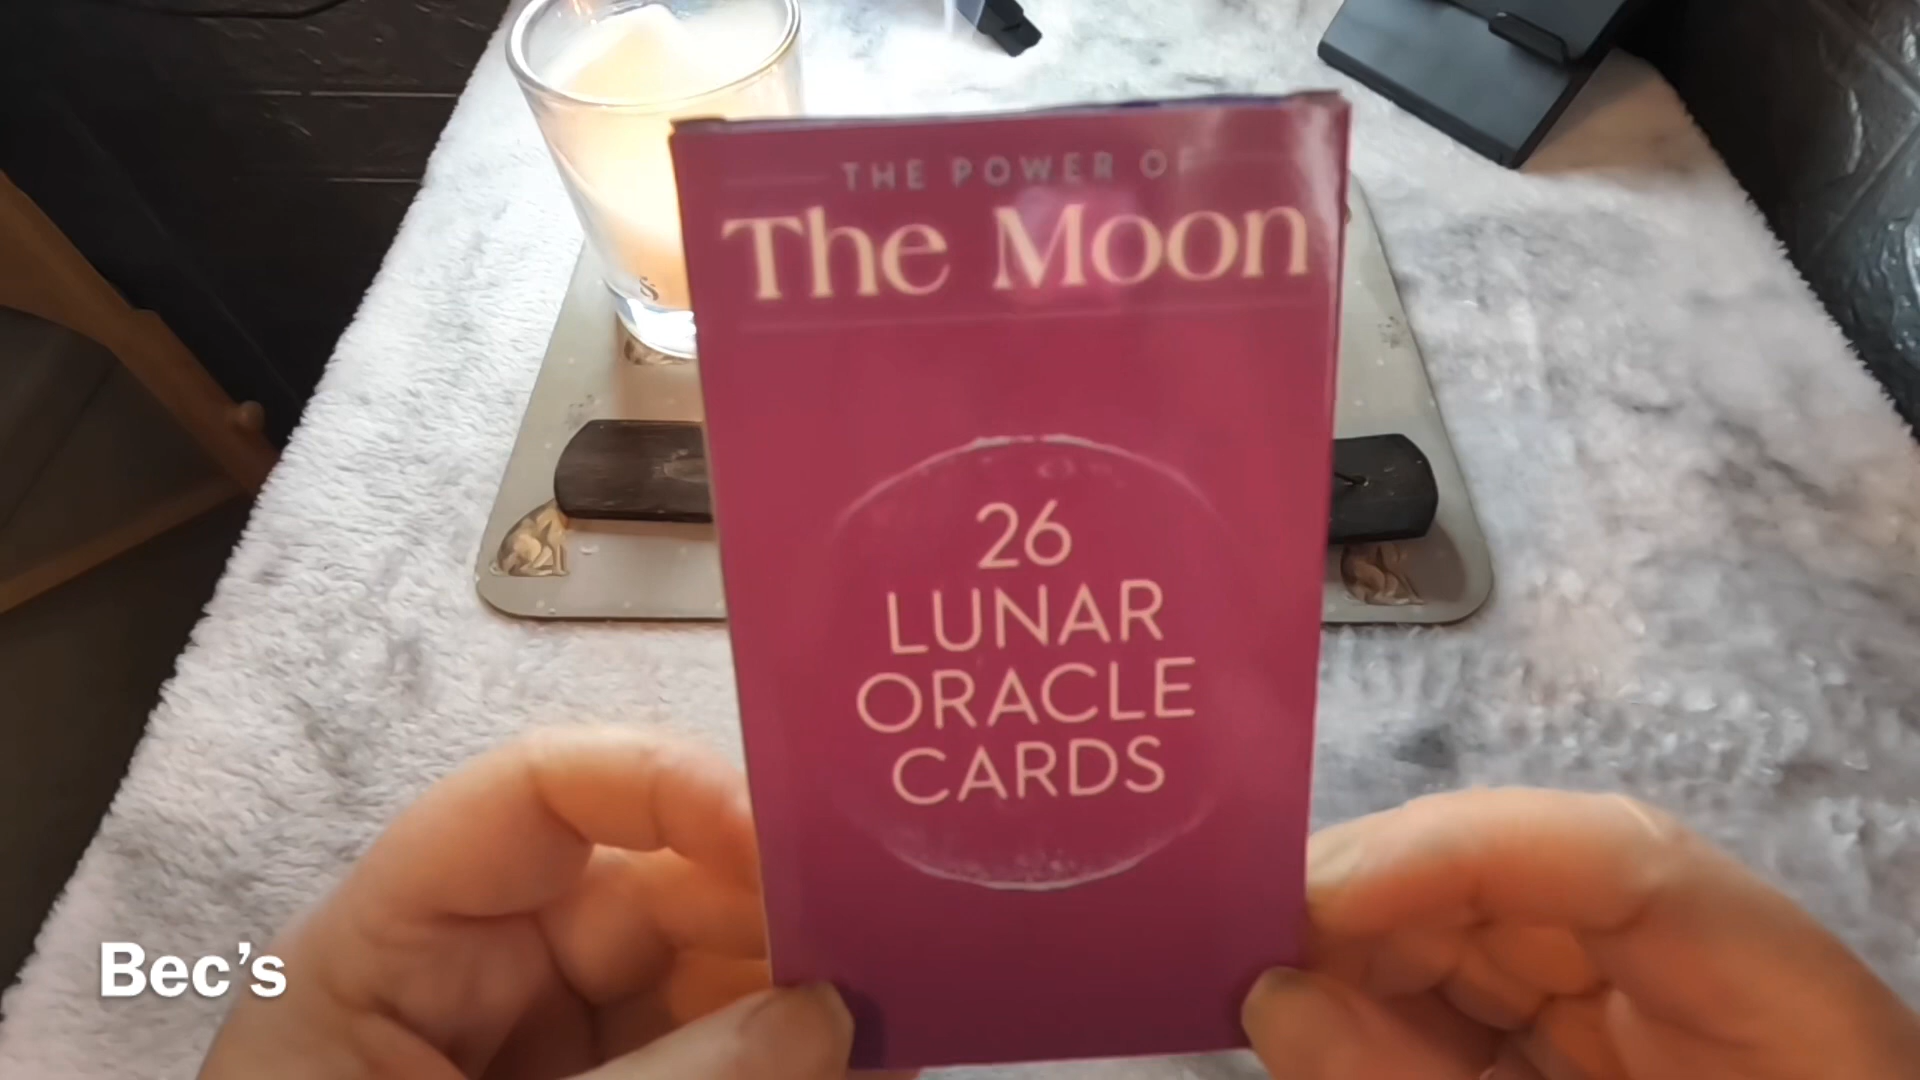 THE POWER OF
The Moon
26
LUNAR
ORACLE
CARDS
Bec's